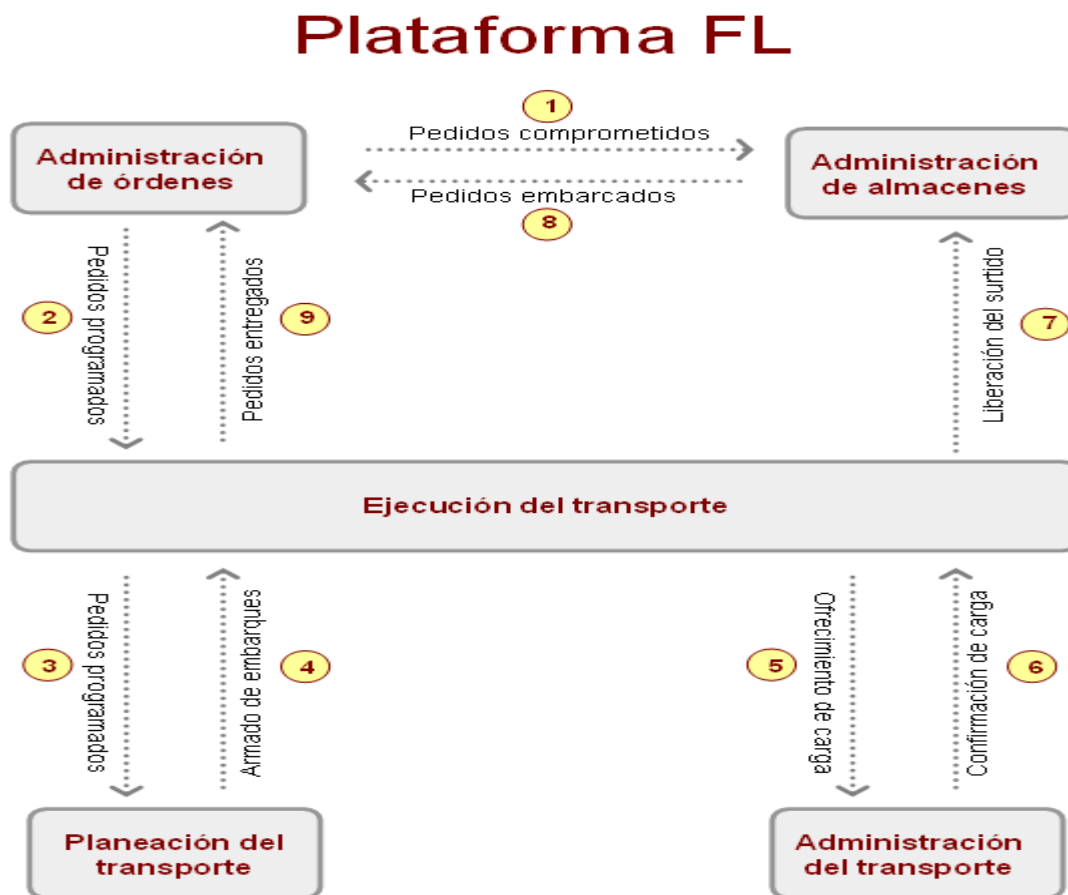 Plataforma FL
1
Pedidos comprometidos
Administración
de órdenes
Administración
de almacenes
Pedidos embarcados
8
2
Pedidos programados
Pedidos entregados
9
Liberación del surtido
7
Ejecución del transporte
3
Pedidos programados
Armado de embarques
4
5
Ofrecimiento de
carga
Confirmación de carga
6
Planeación del
transporte
Administración
del transporte